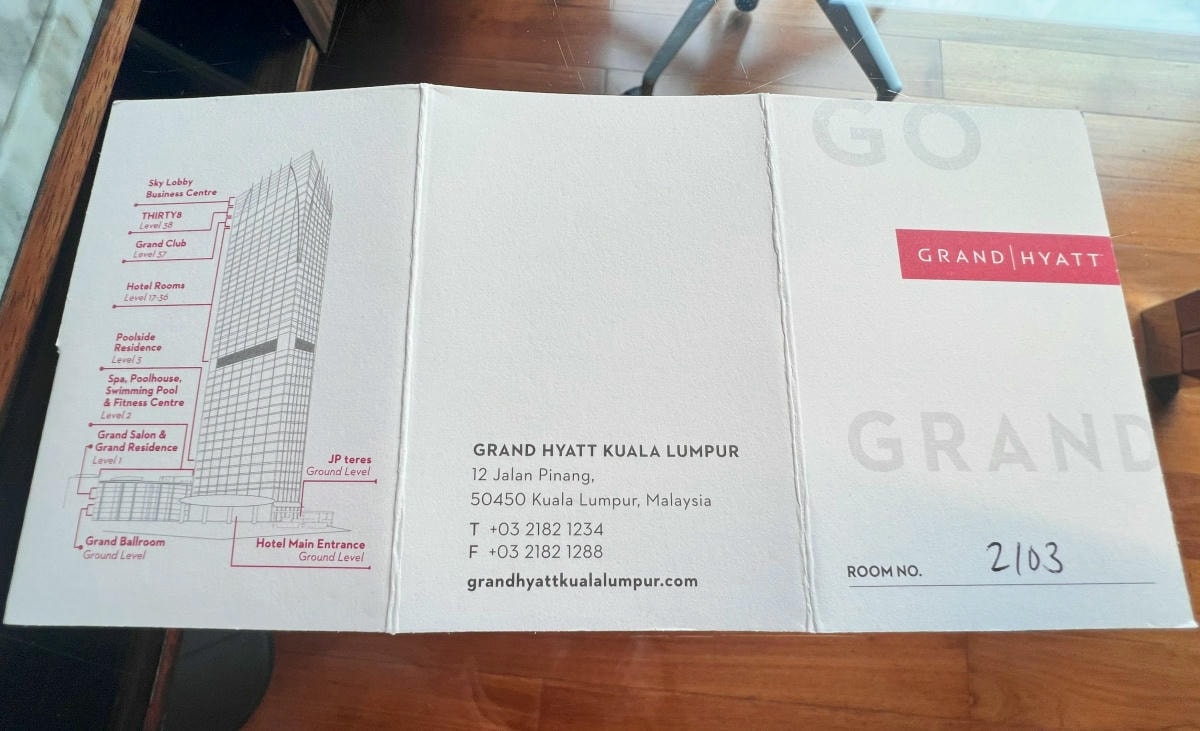 Sky Lobby
Business Centre
THIRTY8
Level 38
Grand Club
Level 37
Hotel Rooms
Level 17-36
Poolside
Residence
Level 3
Spa, Poolhouse,
Swimming Pool
& Fitness Centre
Level 2
Grand Salon &
Grand Residence
Level 1
Grand Ballroom
Ground Level
JP teres
Ground Level
Hotel Main Entrance
Ground Level
GRAND HYATT KUALA LUMPUR
12 Jalan Pinang,
50450 Kuala Lumpur, Malaysia
T +03 2182 1234
F +03 2182 1288
grandhyattkualalumpur.com
GO
GRAND|HYATT
GRAND
ROOM NO. 2103